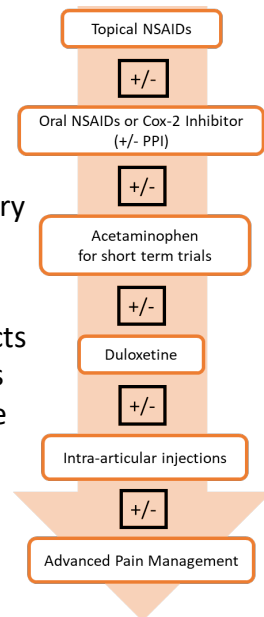 Topical NSAIDs
+/-
Oral NSAIDs or Cox-2 Inhibitor
(+/- PPI)
+/-
Acetaminophen
for short term trials
+/-
Duloxetine
+/-
Intra-articular injections
+/-
Advanced Pain Management